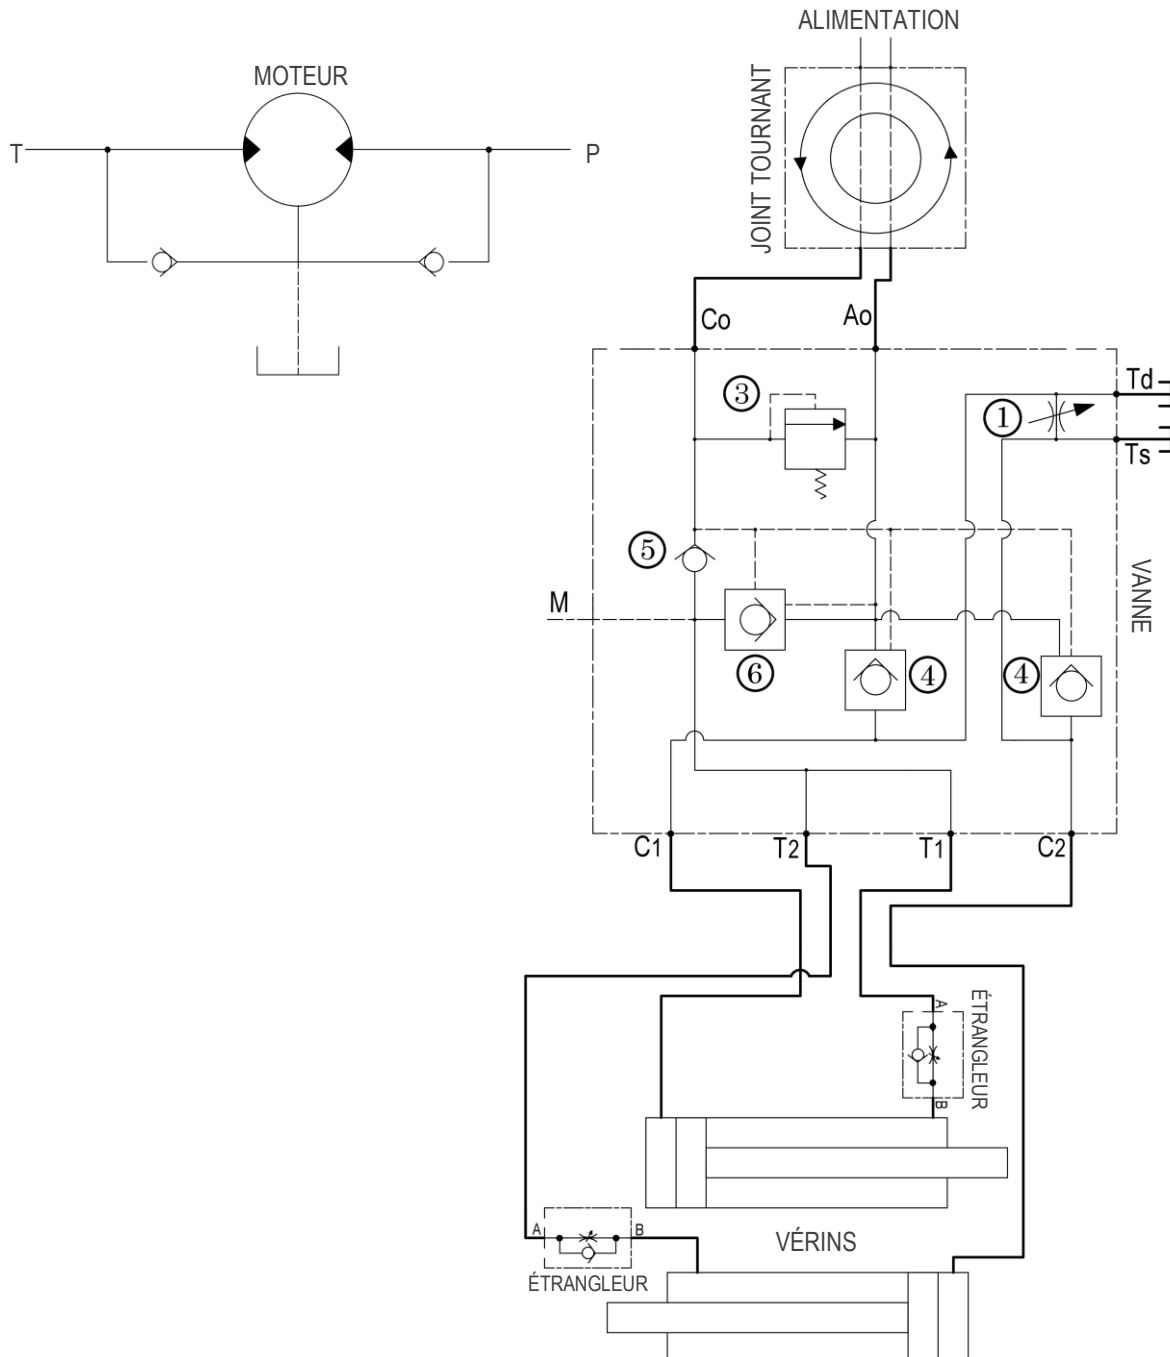 ALIMENTATION
MOTEUR
JOINT TOURNANT
T
P
Co
Ao
Td
3
1
Ts
5
VANNE
M
6
4
4
C1
T2
T1
C2
A
ÉTRANGLEUR
B
A
B
VÉRINS
ÉTRANGLEUR